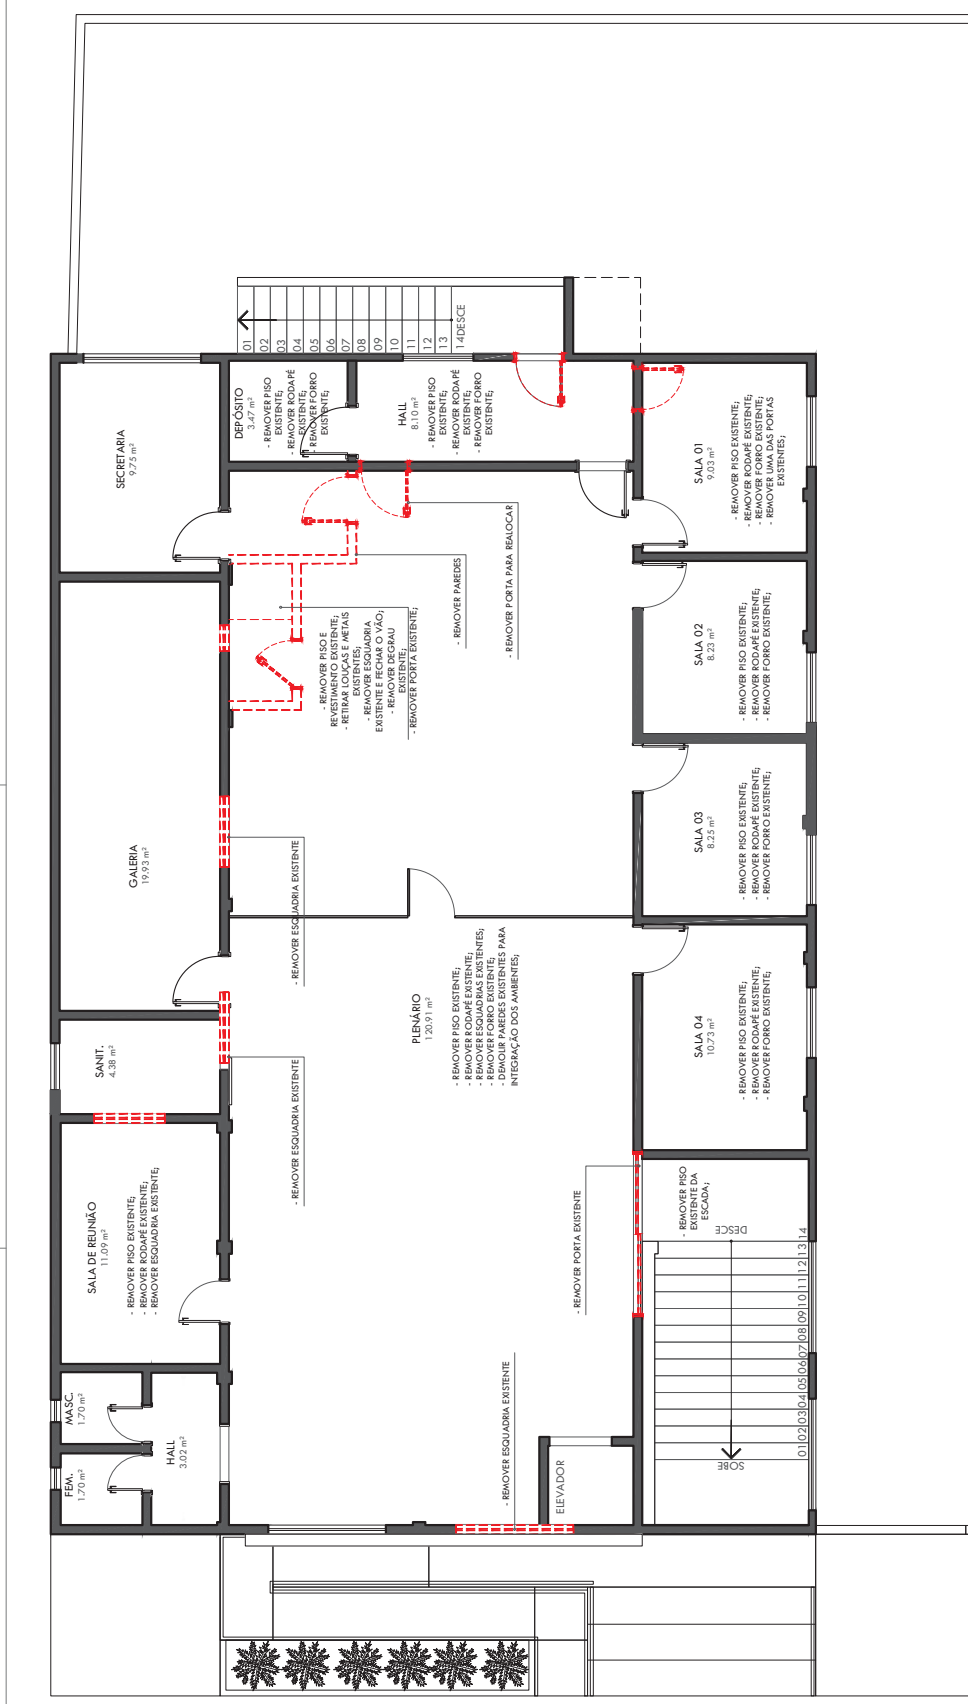 SECRETARIA
9.75 m²
DEPÓSITO
3.47 m²
- REMOVER PISO
EXISTENTE;
- REMOVER RODAPÉ
EXISTENTE;
- REMOVER FORRO
EXISTENTE;
01
02
03
04
05
06
07
08
09
10
11
12
13
14
DESCE
HALL
8.10 m²
- REMOVER PISO
EXISTENTE;
- REMOVER RODAPÉ
EXISTENTE;
- REMOVER FORRO
EXISTENTE;
SALA 01
9.03 m²
- REMOVER PISO EXISTENTE;
- REMOVER RODAPÉ EXISTENTE;
- REMOVER FORRO EXISTENTE;
- REMOVER UMA DAS PORTAS
EXISTENTES;
- REMOVER PISO E
REVESTIMENTO EXISTENTE;
- RETIRAR LOUÇAS E METAIS
EXISTENTES;
- REMOVER ESQUADRIA
EXISTENTE E FECHAR O VÃO;
- REMOVER DEGRAU
EXISTENTE;
- REMOVER PORTA EXISTENTE;
- REMOVER PAREDES
- REMOVER PORTA PARA REALOCAR
SALA 02
8.23 m²
- REMOVER PISO EXISTENTE;
- REMOVER RODAPÉ EXISTENTE;
- REMOVER FORRO EXISTENTE;
GALERIA
19.93 m²
- REMOVER ESQUADRIA EXISTENTE
SALA 03
8.25 m²
- REMOVER PISO EXISTENTE;
- REMOVER RODAPÉ EXISTENTE;
- REMOVER FORRO EXISTENTE;
SANIT.
4.38 m²
- REMOVER ESQUADRIA EXISTENTE
PLENÁRIO
120.91 m²
- REMOVER PISO EXISTENTE;
- REMOVER RODAPÉ EXISTENTE;
- REMOVER ESQUADRIAS EXISTENTES;
- REMOVER FORRO EXISTENTE;
- DEMOLIR PAREDES EXISTENTES PARA
INTEGRAÇÃO DOS AMBIENTES;
SALA 04
10.73 m²
- REMOVER PISO EXISTENTE;
- REMOVER RODAPÉ EXISTENTE;
- REMOVER FORRO EXISTENTE;
SALA DE REUNIÃO
11.09 m²
- REMOVER PISO EXISTENTE;
- REMOVER RODAPÉ EXISTENTE;
- REMOVER ESQUADRIA EXISTENTE;
- REMOVER PORTA EXISTENTE
- REMOVER PISO
EXISTENTE DA
ESCADA;
DESCE
01 02 03 04 05 06 07 08 09 10 11 12 13 14
SOBE
MASC.
1.70 m²
FEM.
1.70 m²
HALL
3.02 m²
- REMOVER ESQUADRIA EXISTENTE
ELEVADOR